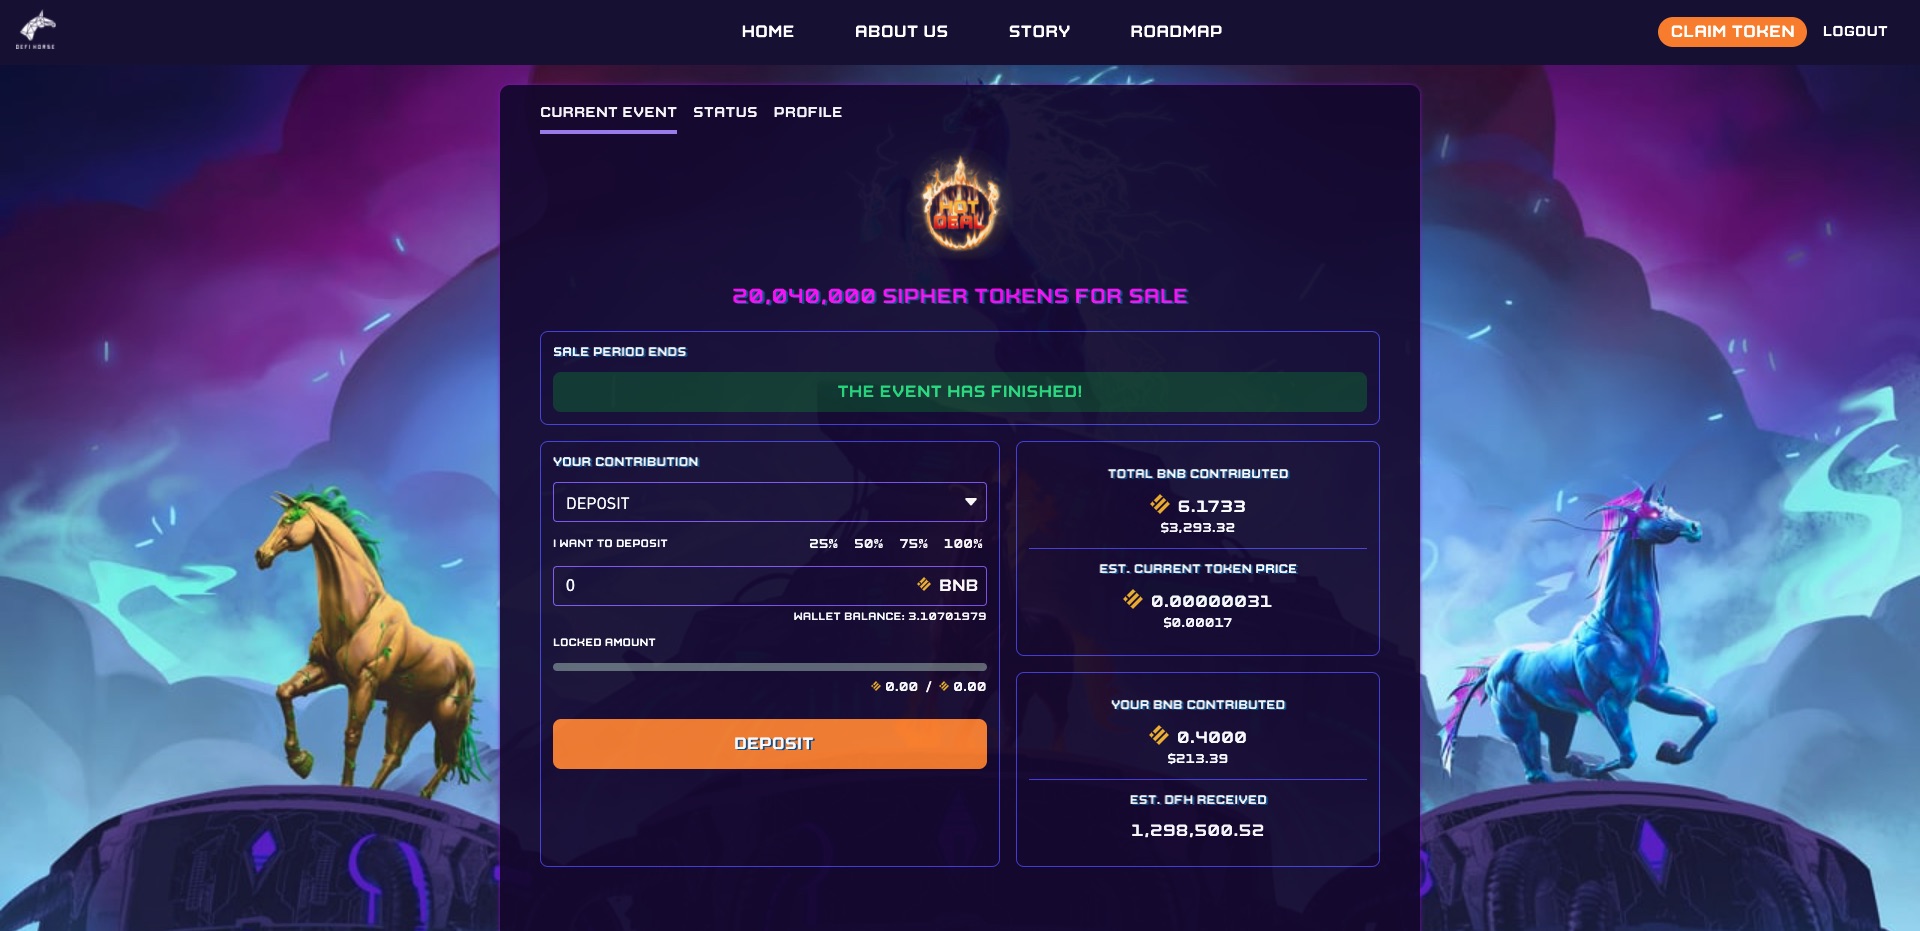 DEFI HORSE
HOME ABOUT US STORY ROADMAP
CLAIM TOKEN LOGOUT
CURRENT EVENT STATUS PROFILE
HOT
DEAL
20,040,000 SIPHER TOKENS FOR SALE
SALE PERIOD ENDS
THE EVENT HAS FINISHED!
YOUR CONTRIBUTION
DEPOSIT
I WANT TO DEPOSIT 25% 50% 75% 100%
0 BNB
WALLET BALANCE: 3.10701979
LOCKED AMOUNT
0.00 / 0.00
DEPOSIT
TOTAL BNB CONTRIBUTED
6.1733
$3,293.32
EST. CURRENT TOKEN PRICE
0.00000031
$0.00017
YOUR BNB CONTRIBUTED
0.4000
$213.39
EST. DFH RECEIVED
1,298,500.52